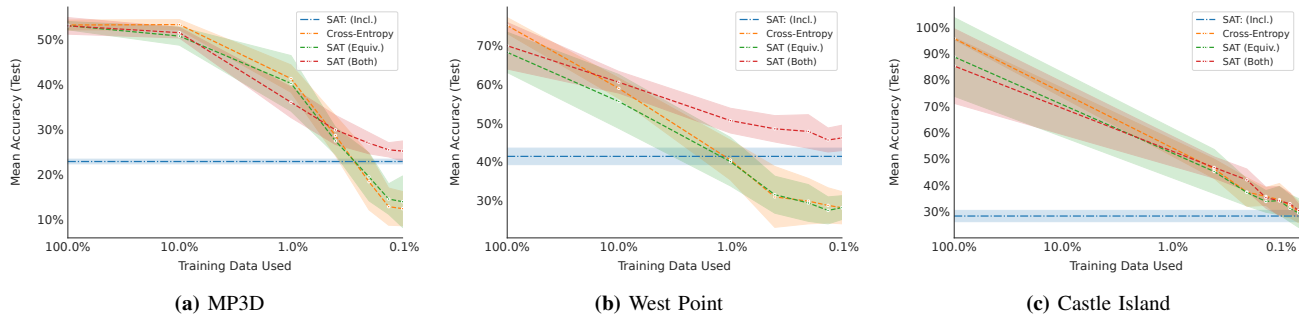 Mean Accuracy (Test)
50%
40%
30%
20%
10%
100.0%
10.0%
1.0%
0.1%
Training Data Used
SAT: (Incl.)
Cross-Entropy
SAT (Equiv.)
SAT (Both)
(a) MP3D
Mean Accuracy (Test)
70%
60%
50%
40%
30%
100.0%
10.0%
1.0%
0.1%
Training Data Used
SAT: (Incl.)
Cross-Entropy
SAT (Equiv.)
SAT (Both)
(b) West Point
Mean Accuracy (Test)
100%
90%
80%
70%
60%
50%
40%
30%
100.0%
10.0%
1.0%
0.1%
Training Data Used
SAT: (Incl.)
Cross-Entropy
SAT (Equiv.)
SAT (Both)
(c) Castle Island